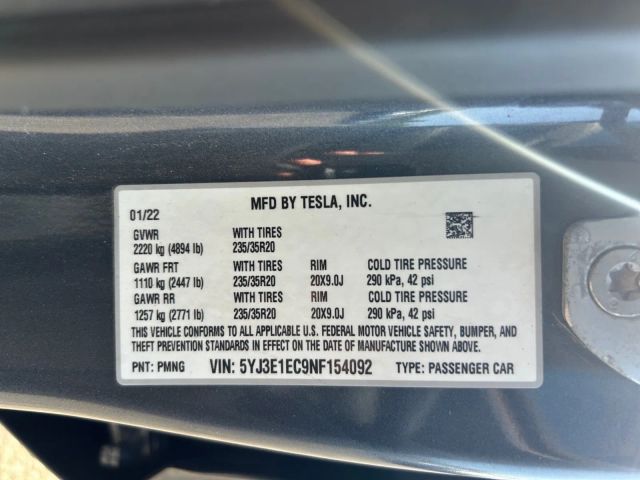 MFD BY TESLA, INC.
01/22
GVWR WITH TIRES
2220 kg (4894 lb) 235/35R20
GAWR FRT WITH TIRES RIM COLD TIRE PRESSURE
1110 kg (2447 lb) 235/35R20 20X9.0J 290 kPa, 42 psi
GAWR RR WITH TIRES RIM COLD TIRE PRESSURE
1257 kg (2771 lb) 235/35R20 20X9.0J 290 kPa, 42 psi
THIS VEHICLE CONFORMS TO ALL APPLICABLE U.S. FEDERAL MOTOR VEHICLE SAFETY, BUMPER, AND
THEFT PREVENTION STANDARDS IN EFFECT ON THE DATE OF MANUFACTURE SHOWN ABOVE.
PNT: PMNG VIN: 5YJ3E1EC9NF154092 TYPE: PASSENGER CAR